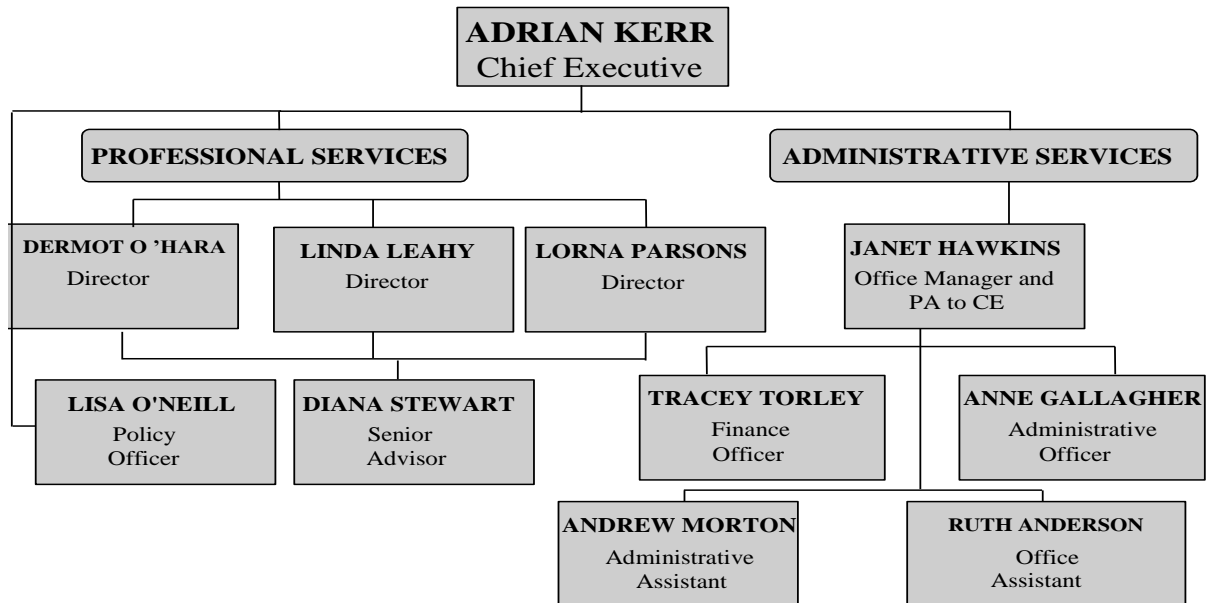 ADRIAN KERR
Chief Executive
PROFESSIONAL SERVICES
ADMINISTRATIVE SERVICES
DERMOT O 'HARA
Director
LINDA LEAHY
Director
LORNA PARSONS
Director
JANET HAWKINS
Office Manager and
PA to CE
LISA O'NEILL
Policy
Officer
DIANA STEWART
Senior
Advisor
TRACEY TORLEY
Finance
Officer
ANNE GALLAGHER
Administrative
Officer
ANDREW MORTON
Administrative
Assistant
RUTH ANDERSON
Office
Assistant